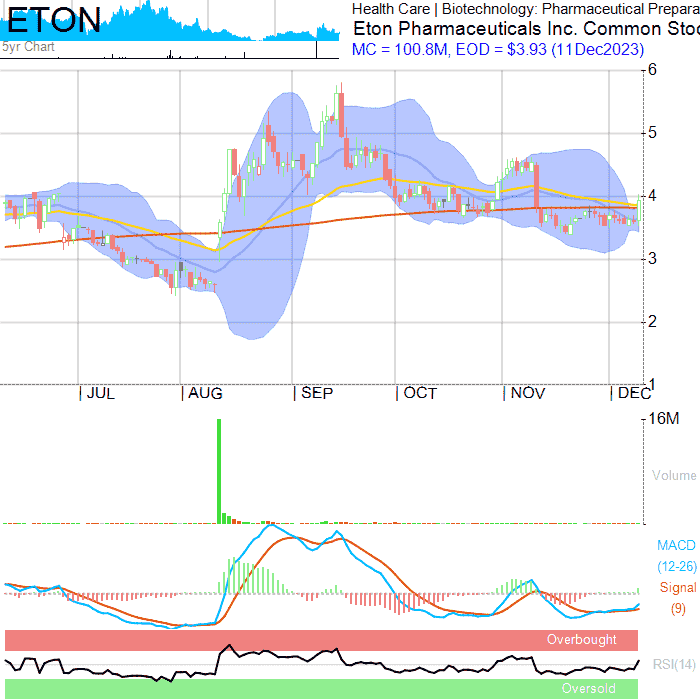 ETON
5yr Chart
Health Care | Biotechnology: Pharmaceutical Prepara
Eton Pharmaceuticals Inc. Common Stoc
MC = 100.8M, EOD = $3.93 (11Dec2023)
6
5
4
3
2
1
JUL AUG SEP OCT NOV DEC
16M
Volume
MACD
(12-26)
Signal
(9)
Overbought
RSI(14)
Oversold